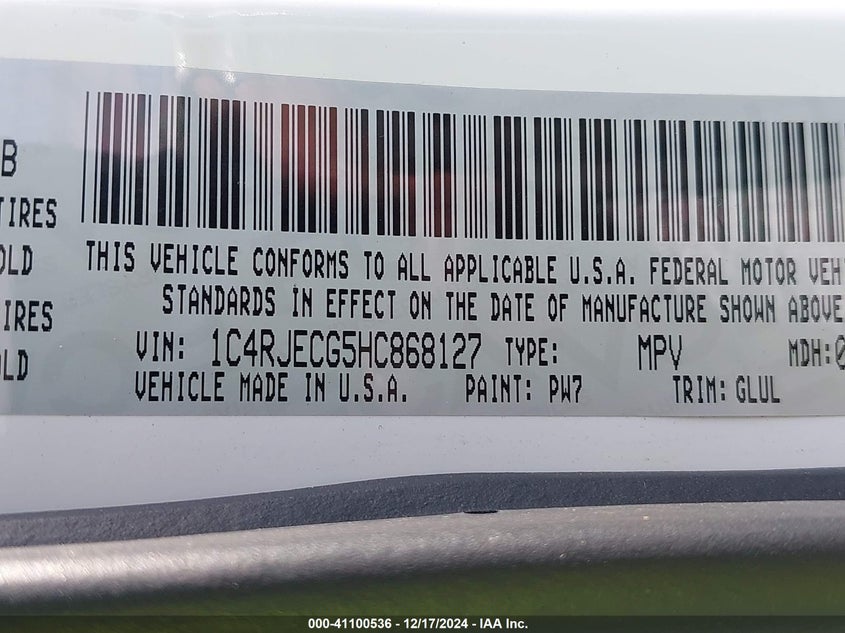 B
TIRES
OLD
IRES
OLD
THIS VEHICLE CONFORMS TO ALL APPLICABLE U.S.A. FEDERAL MOTOR VEHI
STANDARDS IN EFFECT ON THE DATE OF MANUFACTURE SHOWN ABOVE
VIN: 1C4RJECG5HC868127 TYPE: MPV MDH:0
VEHICLE MADE IN U.S.A. PAINT: PW7 TRIM: GLUL
000-41100536 - 12/17/2024 - IAA Inc.